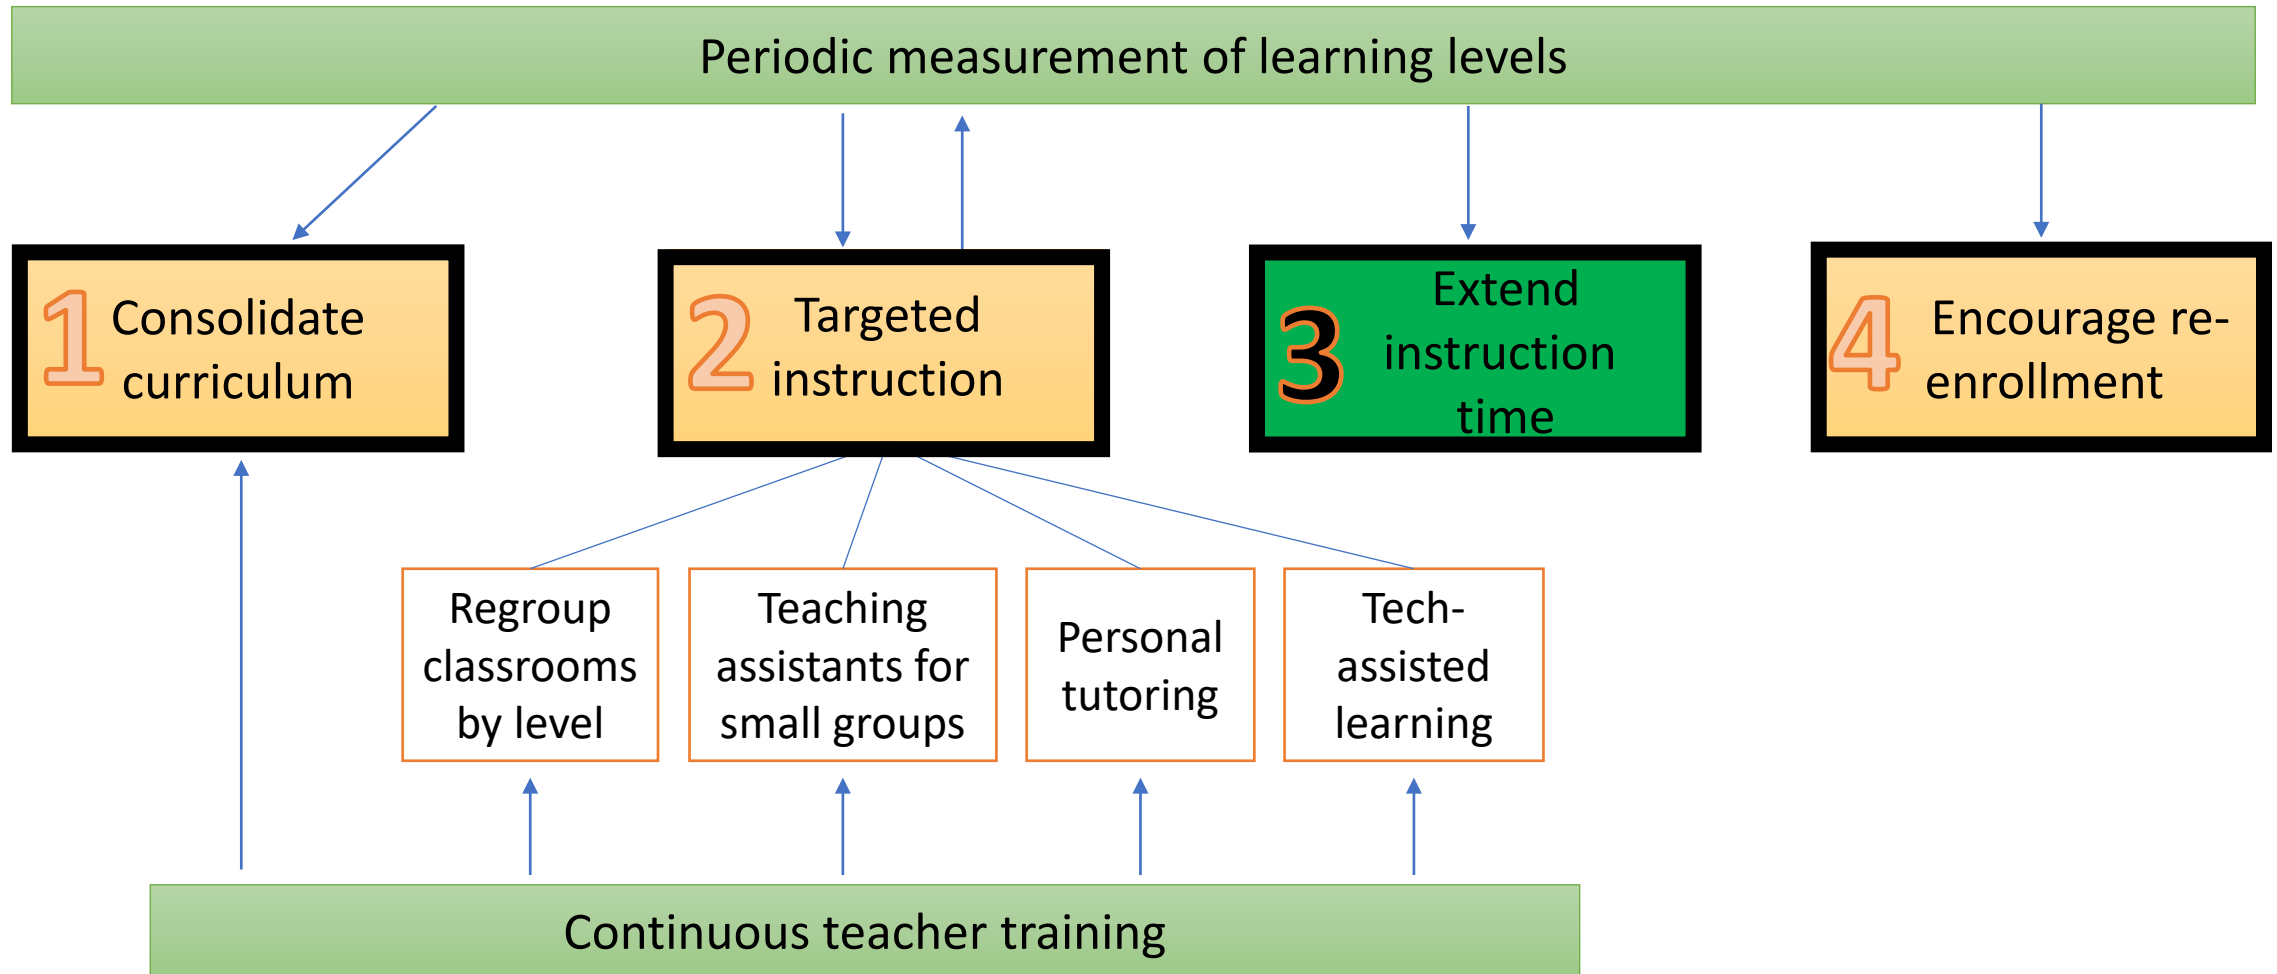 Periodic measurement of learning levels
1
Consolidate
curriculum
2
Targeted
instruction
3
Extend
instruction
time
4
Encourage re-
enrollment
Regroup
classrooms
by level
Teaching
assistants for
small groups
Personal
tutoring
Tech-
assisted
learning
Continuous teacher training